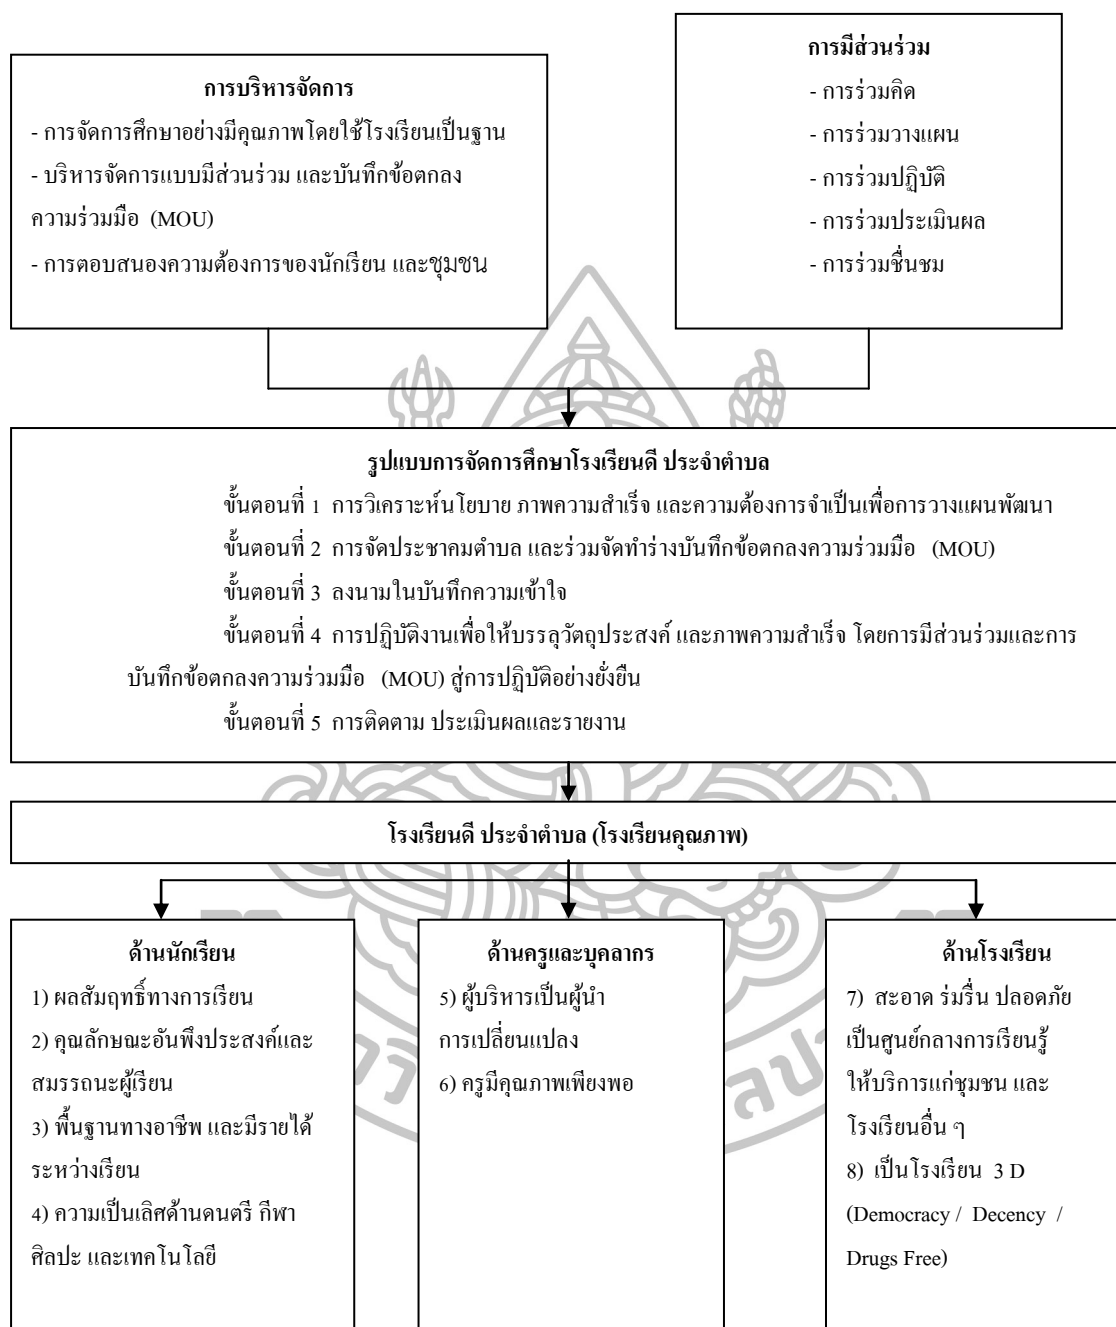 การบริหารจัดการ
- การจัดการศึกษาอย่างมีคุณภาพโดยใช้โรงเรียนเป็นฐาน
- บริหารจัดการแบบมีส่วนร่วม และบันทึกข้อตกลง
ความร่วมมือ (MOU)
- การตอบสนองความต้องการของนักเรียน และชุมชน
การมีส่วนร่วม
- การร่วมคิด
- การร่วมวางแผน
- การร่วมปฏิบัติ
- การร่วมประเมินผล
- การร่วมชื่นชม
รูปแบบการจัดการศึกษาโรงเรียนดี ประจำตำบล
ขั้นตอนที่ 1 การวิเคราะห์นโยบาย ภาพความสำเร็จ และความต้องการจำเป็นเพื่อการวางแผนพัฒนา
ขั้นตอนที่ 2 การจัดประชาคมตำบล และร่วมจัดทำร่างบันทึกข้อตกลงความร่วมมือ (MOU)
ขั้นตอนที่ 3 ลงนามในบันทึกความเข้าใจ
ขั้นตอนที่ 4 การปฏิบัติงานเพื่อให้บรรลุวัตถุประสงค์ และภาพความสำเร็จ โดยการมีส่วนร่วมและการ
บันทึกข้อตกลงความร่วมมือ (MOU) สู่การปฏิบัติอย่างยั่งยืน
ขั้นตอนที่ 5 การติดตาม ประเมินผลและรายงาน
โรงเรียนดี ประจำตำบล (โรงเรียนคุณภาพ)
ด้านนักเรียน
1) ผลสัมฤทธิ์ทางการเรียน
2) คุณลักษณะอันพึงประสงค์และ
สมรรถนะผู้เรียน
3) พื้นฐานทางอาชีพ และมีรายได้
ระหว่างเรียน
4) ความเป็นเลิศด้านดนตรี กีฬา
ศิลปะ และเทคโนโลยี
ด้านครูและบุคลากร
5) ผู้บริหารเป็นผู้นำ
การเปลี่ยนแปลง
6) ครูมีคุณภาพเพียงพอ
ด้านโรงเรียน
7) สะอาด ร่มรื่น ปลอดภัย
เป็นศูนย์กลางการเรียนรู้
ให้บริการแก่ชุมชน และ
โรงเรียนอื่น ๆ
8) เป็นโรงเรียน 3 D
(Democracy / Decency /
Drugs Free)